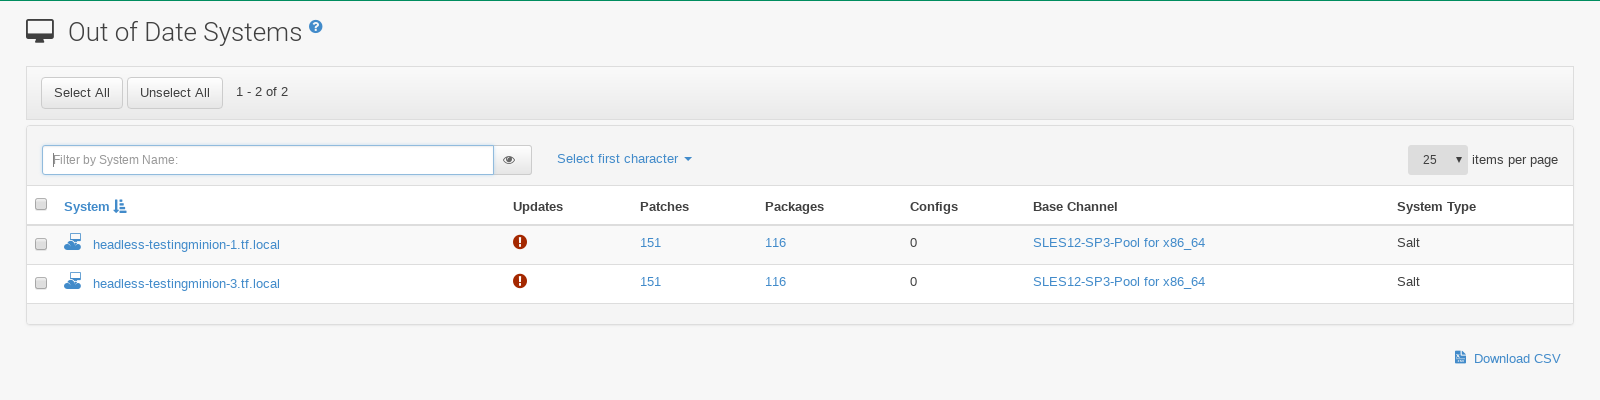 Out of Date Systems
Select All Unselect All 1 - 2 of 2
Filter by System Name: Select first character 25 items per page
System Updates Patches Packages Configs Base Channel System Type
headless-testingminion-1.tf.local 151 116 0 SLES12-SP3-Pool for x86_64 Salt
headless-testingminion-3.tf.local 151 116 0 SLES12-SP3-Pool for x86_64 Salt
Download CSV